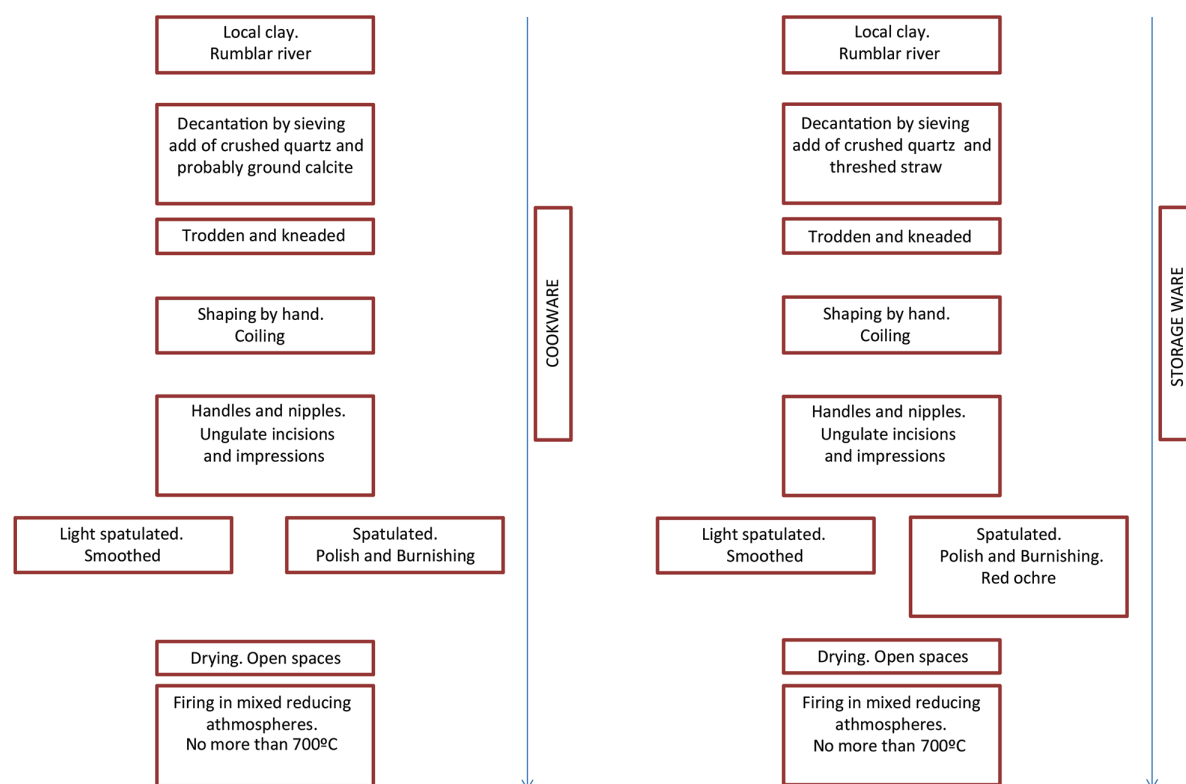 Local clay.
Rumblar river
Decantation by sieving
add of crushed quartz and
probably ground calcite
Trodden and kneaded
Shaping by hand.
Coiling
Handles and nipples.
Ungulate incisions
and impressions
Light spatulated.
Smoothed
Spatulated.
Polish and Burnishing
Drying. Open spaces
Firing in mixed reducing
athmospheres.
No more than 700ºC
COOKWARE
Local clay.
Rumblar river
Decantation by sieving
add of crushed quartz and
threshed straw
Trodden and kneaded
Shaping by hand.
Coiling
Handles and nipples.
Ungulate incisions
and impressions
Light spatulated.
Smoothed
Spatulated.
Polish and Burnishing.
Red ochre
Drying. Open spaces
Firing in mixed reducing
athmospheres.
No more than 700ºC
STORAGE WARE